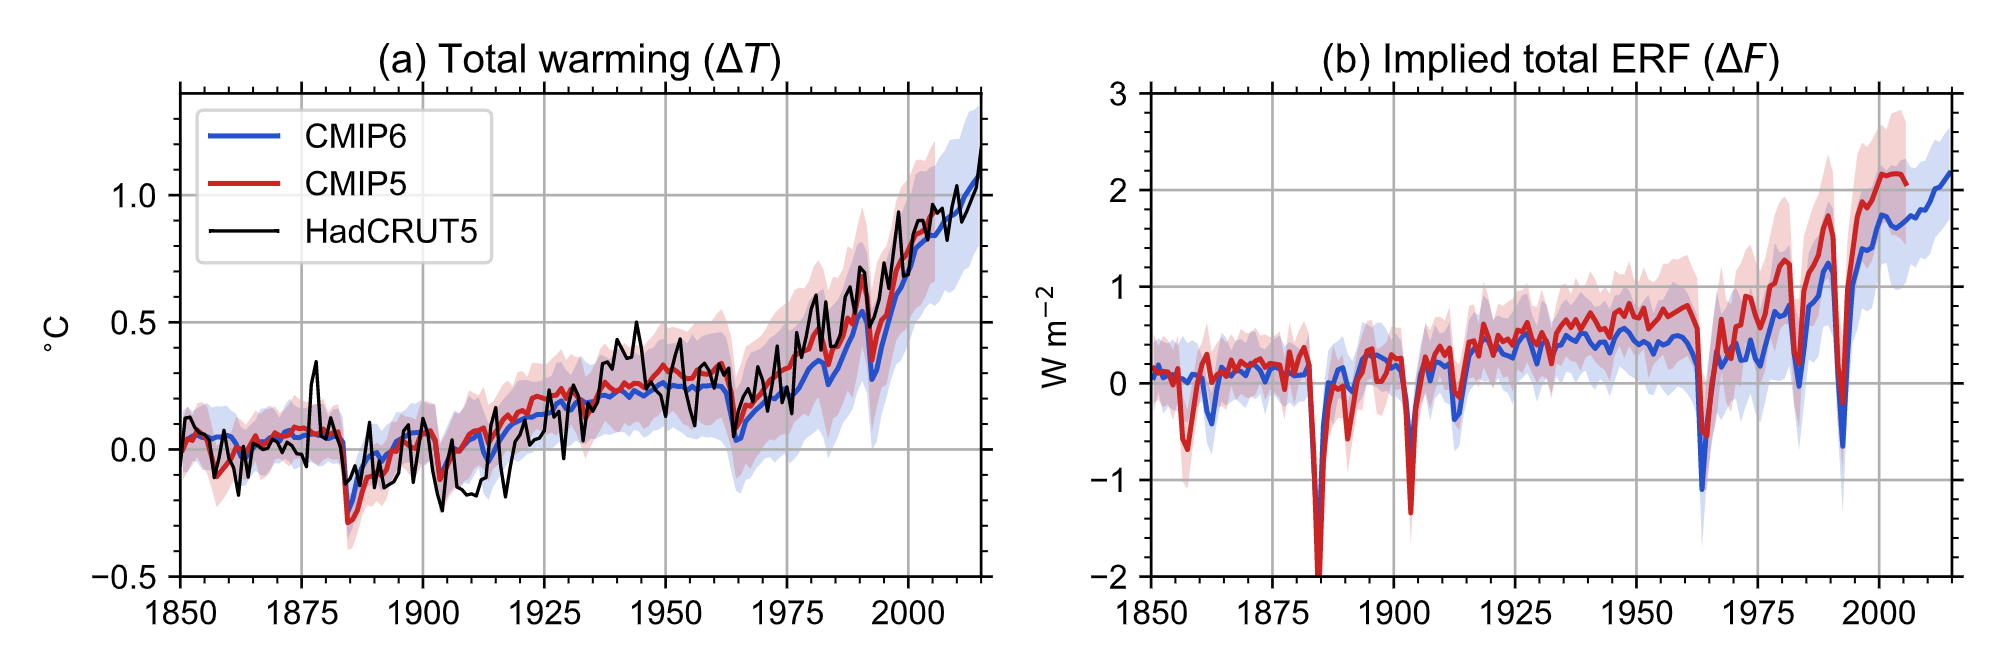 (a) Total warming (ΔT)
CMIP6
CMIP5
HadCRUT5
°C
1.0
0.5
0.0
−0.5
1850 1875 1900 1925 1950 1975 2000
(b) Implied total ERF (ΔF)
W m⁻²
3
2
1
0
−1
−2
1850 1875 1900 1925 1950 1975 2000